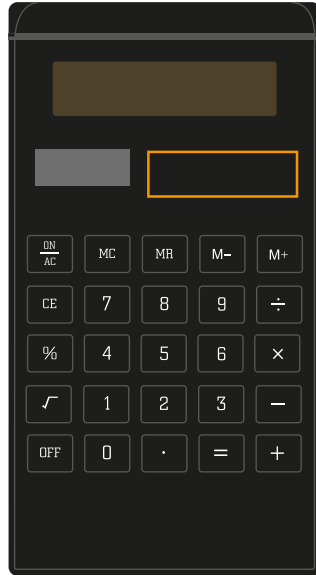 ON
AC MC MR M− M+
CE 7 8 9 ÷
% 4 5 6 ×
√ 1 2 3 −
OFF 0 · = +